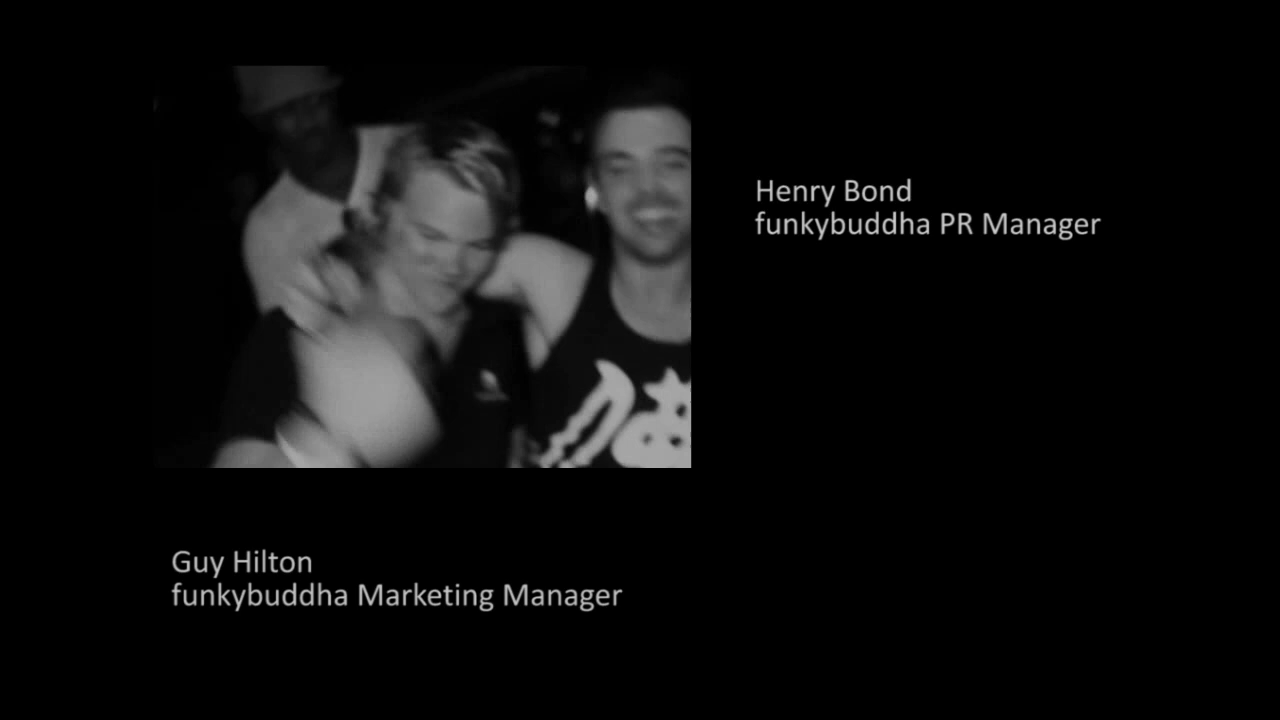 Henry Bond
funkybuddha PR Manager
Guy Hilton
funkybuddha Marketing Manager